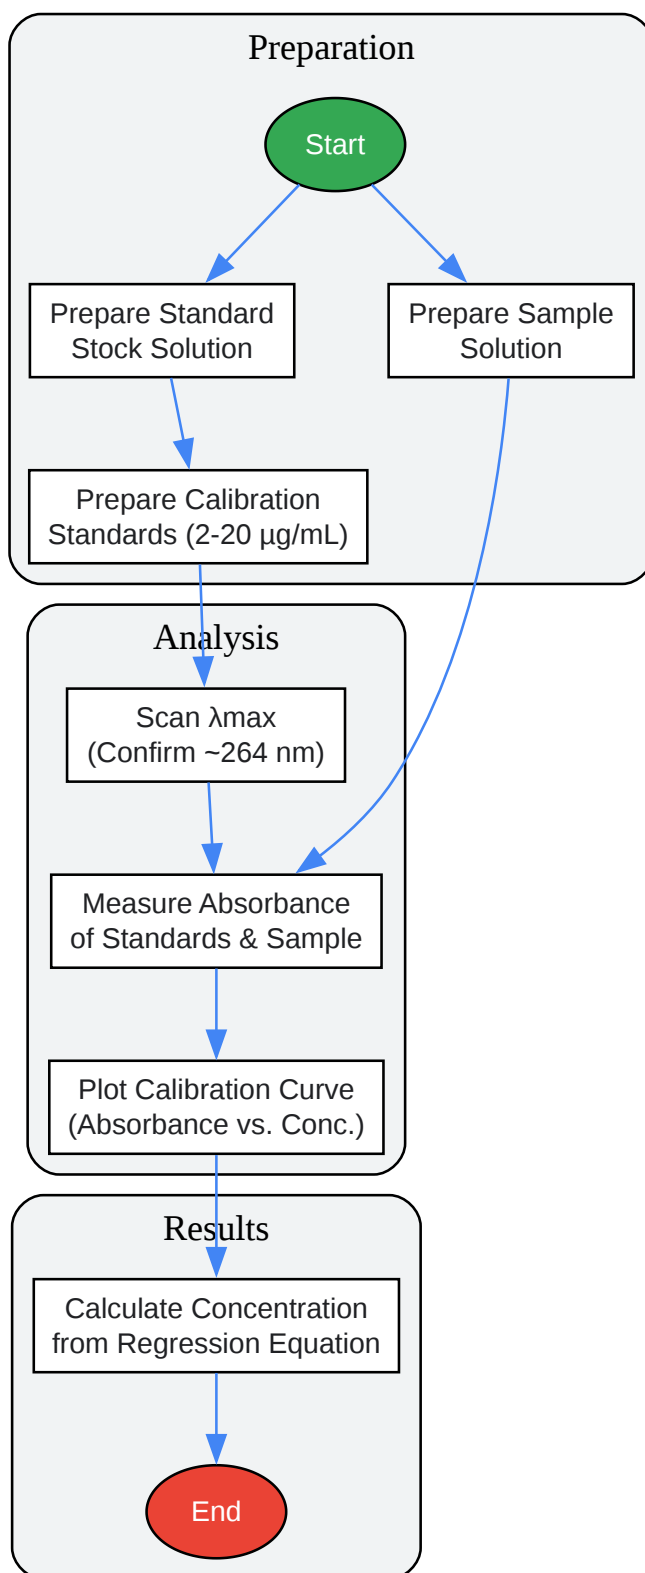 Preparation
Start
Prepare Standard
Stock Solution
Prepare Sample
Solution
Prepare Calibration
Standards (2-20 µg/mL)
Analysis
Scan λmax
(Confirm ~264 nm)
Measure Absorbance
of Standards & Sample
Plot Calibration Curve
(Absorbance vs. Conc.)
Results
Calculate Concentration
from Regression Equation
End